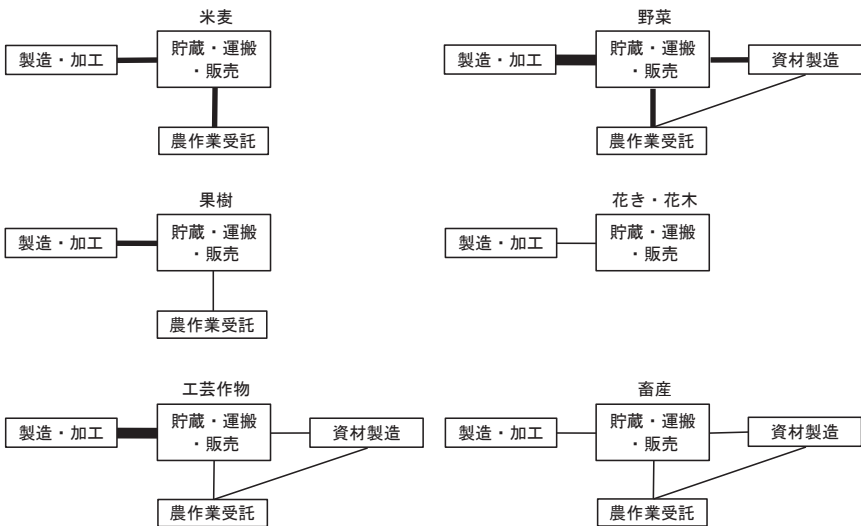 米麦
製造・加工
貯蔵・運搬
・販売
農作業受託
野菜
製造・加工
貯蔵・運搬
・販売
資材製造
農作業受託
果樹
製造・加工
貯蔵・運搬
・販売
農作業受託
花き・花木
製造・加工
貯蔵・運搬
・販売
工芸作物
製造・加工
貯蔵・運搬
・販売
資材製造
農作業受託
畜産
製造・加工
貯蔵・運搬
・販売
資材製造
農作業受託